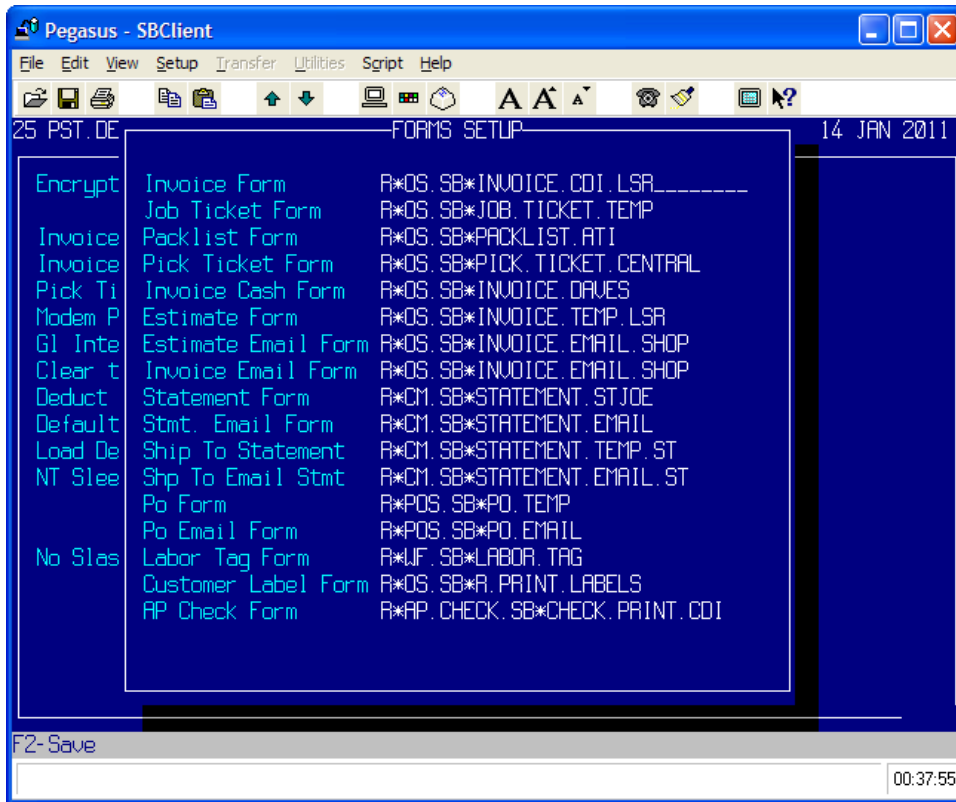 Pegasus - SBClient
File Edit View Setup Transfer Utilities Script Help
A A A ?
25 PST.DE FORMS SETUP 14 JAN 2011
Encrypt Invoice Form R*OS.SB*INVOICE.CDI.LSR________
Job Ticket Form R*OS.SB*JOB.TICKET.TEMP
Invoice Packlist Form R*OS.SB*PACKLIST.ATI
Invoice Pick Ticket Form R*OS.SB*PICK.TICKET.CENTRAL
Pick Ti Invoice Cash Form R*OS.SB*INVOICE.DAVES
Modem P Estimate Form R*OS.SB*INVOICE.TEMP.LSR
Gl Inte Estimate Email Form R*OS.SB*INVOICE.EMAIL.SHOP
Clear t Invoice Email Form R*OS.SB*INVOICE.EMAIL.SHOP
Deduct Statement Form R*CM.SB*STATEMENT.STJOE
Default Stmt. Email Form R*CM.SB*STATEMENT.EMAIL
Load De Ship To Statement R*CM.SB*STATEMENT.TEMP.ST
NT Slee Shp To Email Stmt R*CM.SB*STATEMENT.EMAIL.ST
Po Form R*POS.SB*PO.TEMP
Po Email Form R*POS.SB*PO.EMAIL
No Slas Labor Tag Form R*WF.SB*LABOR.TAG
Customer Label Form R*OS.SB*R.PRINT.LABELS
AP Check Form R*AP.CHECK.SB*CHECK.PRINT.CDI
F2-Save
00:37:55